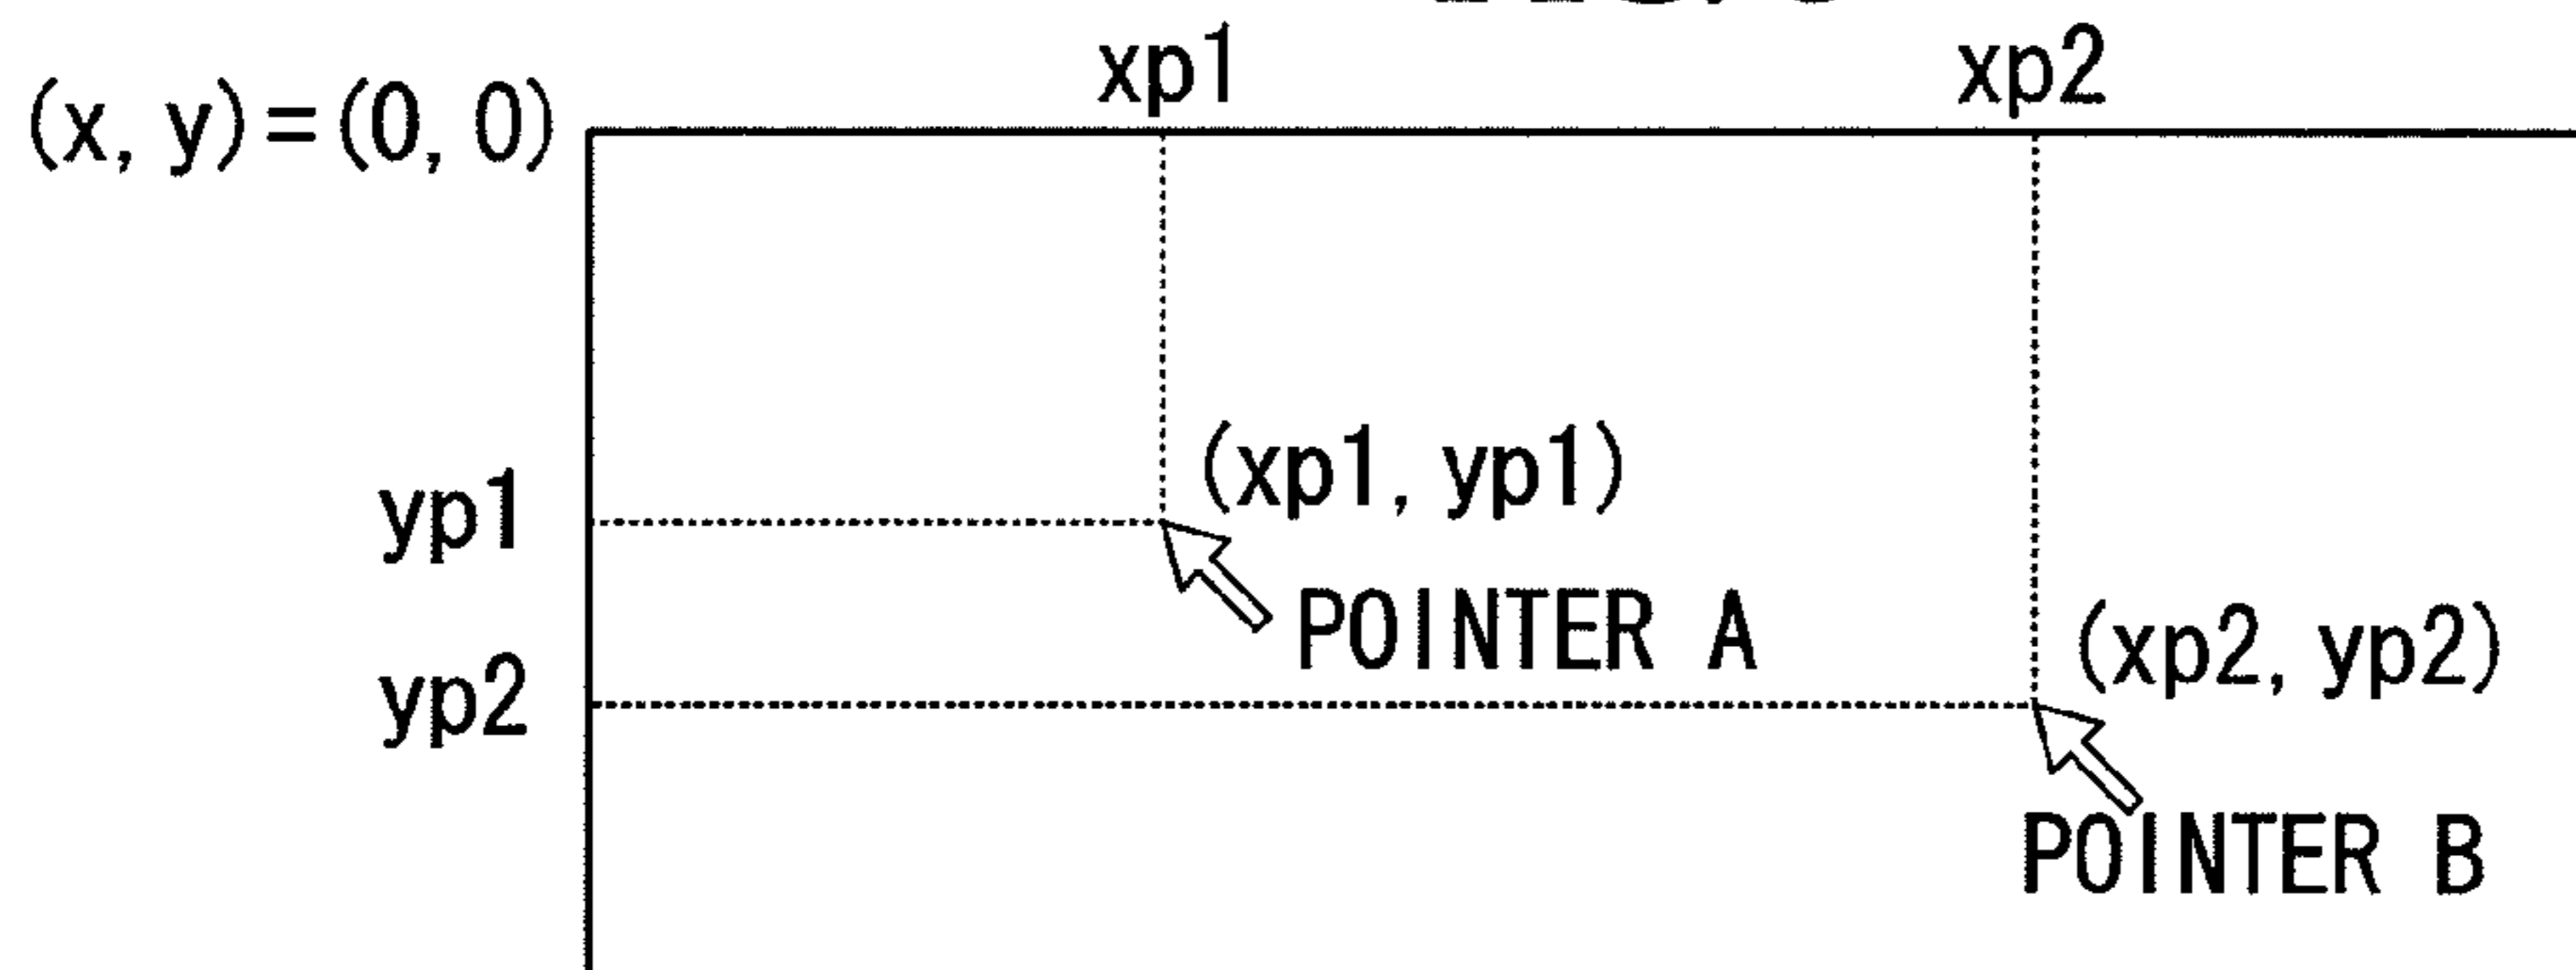 xp1 xp2
(x, y)=(0, 0)
(xp1, yp1)
yp1
POINTER A
(xp2, yp2)
yp2
POINTER B